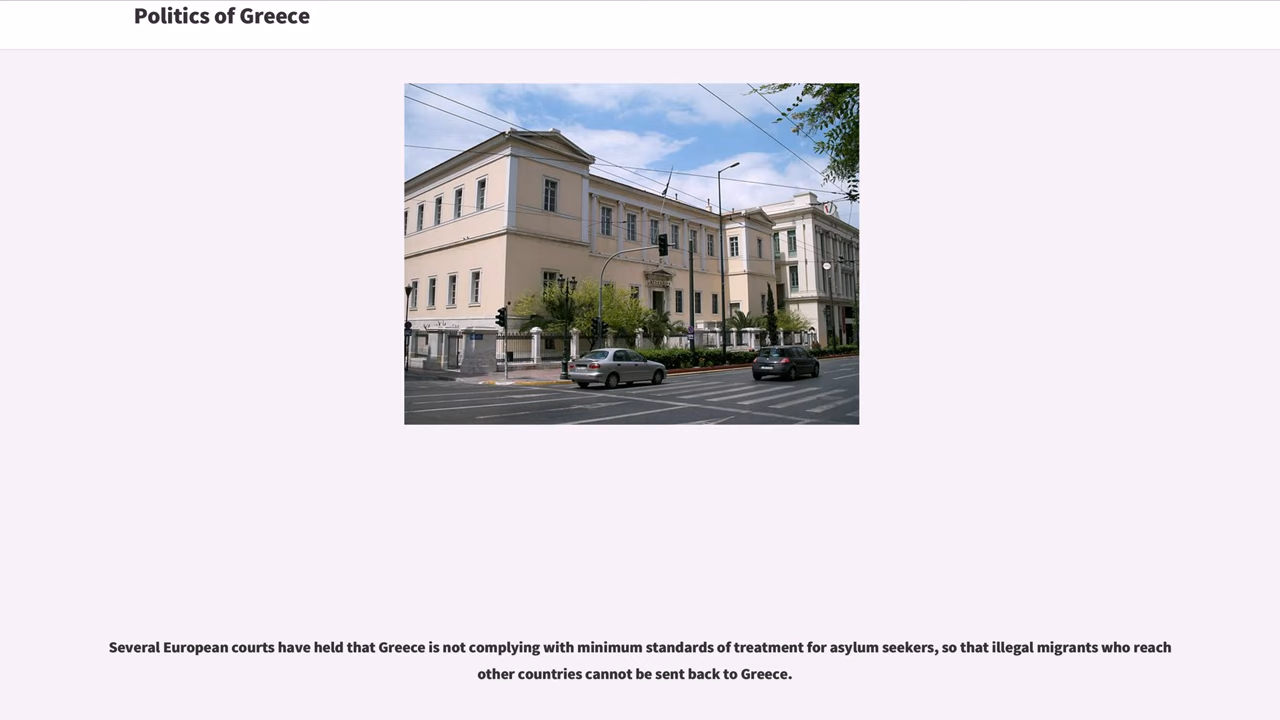 Politics of Greece
Several European courts have held that Greece is not complying with minimum standards of treatment for asylum seekers, so that illegal migrants who reach
other countries cannot be sent back to Greece.